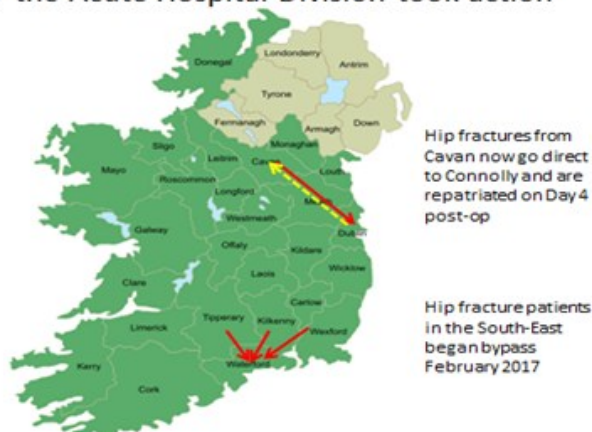 the Acute Hospital Division took action
Donegal
Londonderry
Antrim
Tyrone
Fermanagh
Armagh
Down
Monaghan
Sligo
Leitrim
Cavan
Louth
Mayo
Roscommon
Longford
Meath
Westmeath
Dublin
Galway
Offaly
Kildare
Laois
Wicklow
Clare
Carlow
Tipperary
Kilkenny
Limerick
Wexford
Waterford
Kerry
Cork
Hip fractures from
Cavan now go direct
to Connolly and are
repatriated on Day 4
post-op
Hip fracture patients
in the South-East
began bypass
February 2017